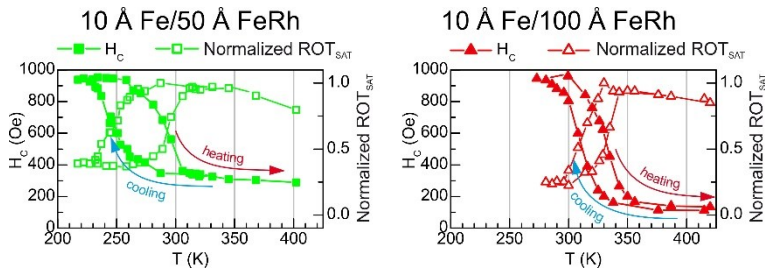 10 Å Fe/50 Å FeRh
H_C Normalized ROT_SAT
1000
800
600
400
200
0
H_C (Oe)
1.0
0.5
0.0
Normalized ROT_SAT
heating
cooling
200 250 300 350 400
T (K)
10 Å Fe/100 Å FeRh
H_C Normalized ROT_SAT
1000
800
600
400
200
0
H_C (Oe)
1.0
0.5
0.0
Normalized ROT_SAT
heating
cooling
200 250 300 350 400
T (K)